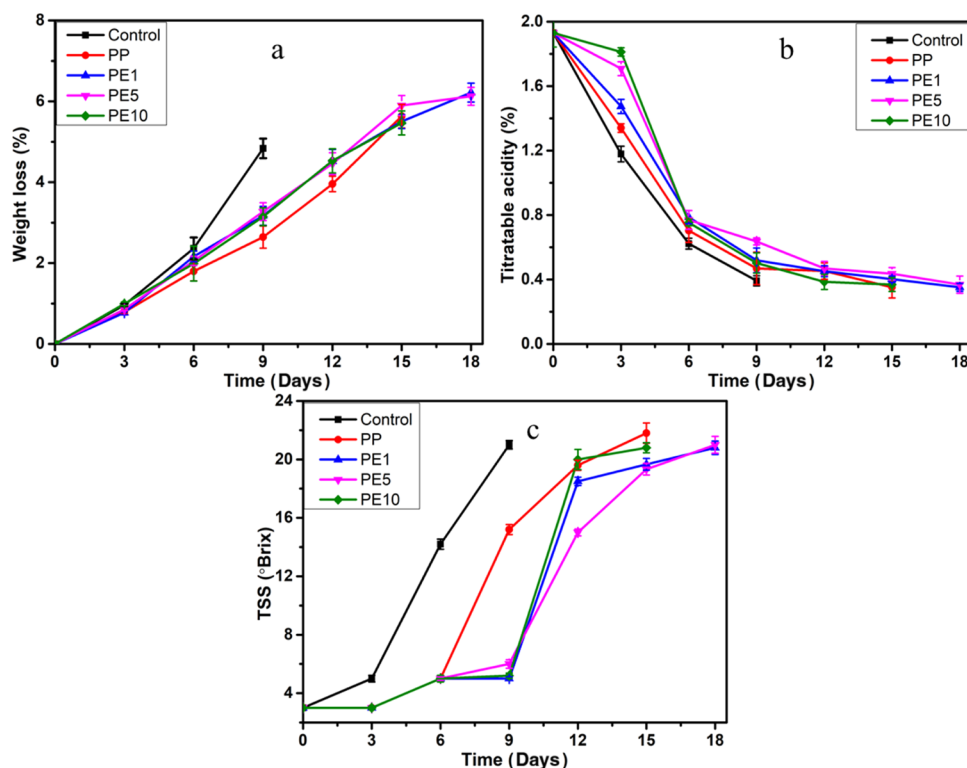 a
Control
PP
PE1
PE5
PE10
Weight loss (%)
8
6
4
2
0
0 3 6 9 12 15 18
Time (Days)
b
Control
PP
PE1
PE5
PE10
Titratable acidity (%)
2.0
1.6
1.2
0.8
0.4
0.0
0 3 6 9 12 15 18
Time (Days)
c
Control
PP
PE1
PE5
PE10
TSS (°Brix)
24
20
16
12
8
4
0 3 6 9 12 15 18
Time (Days)